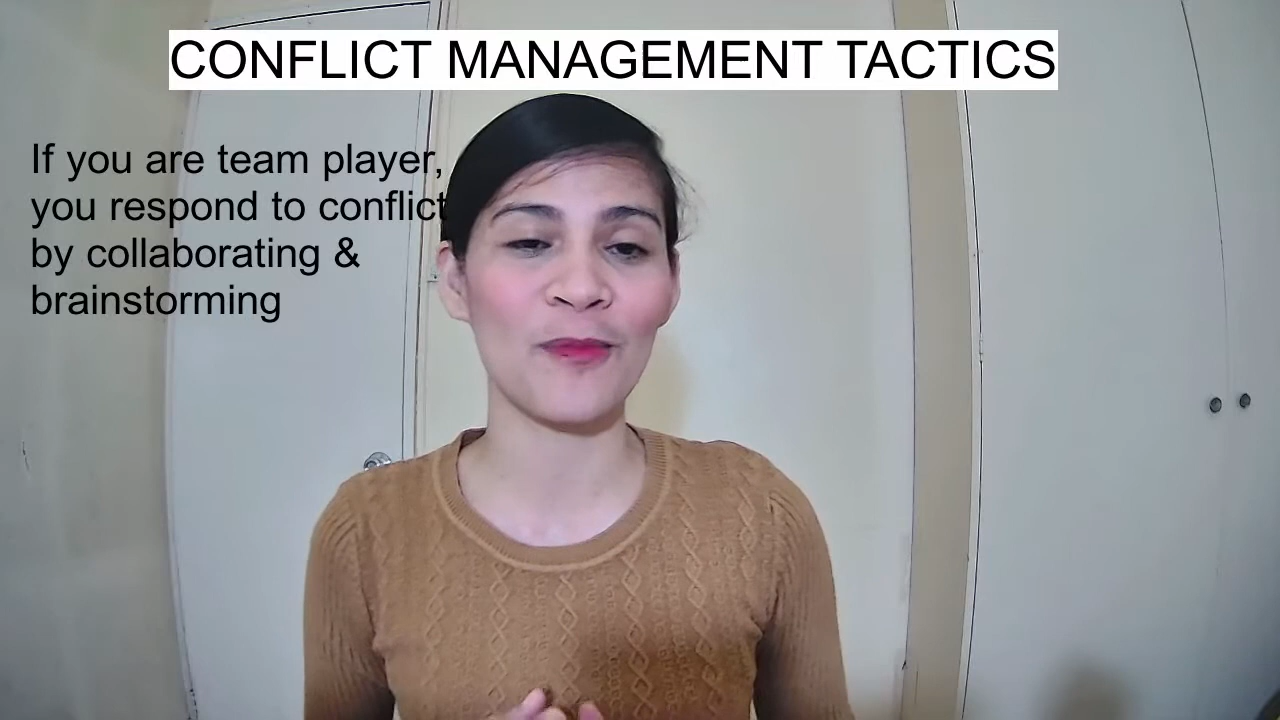 CONFLICT MANAGEMENT TACTICS
If you are team player,
you respond to conflict
by collaborating &
brainstorming